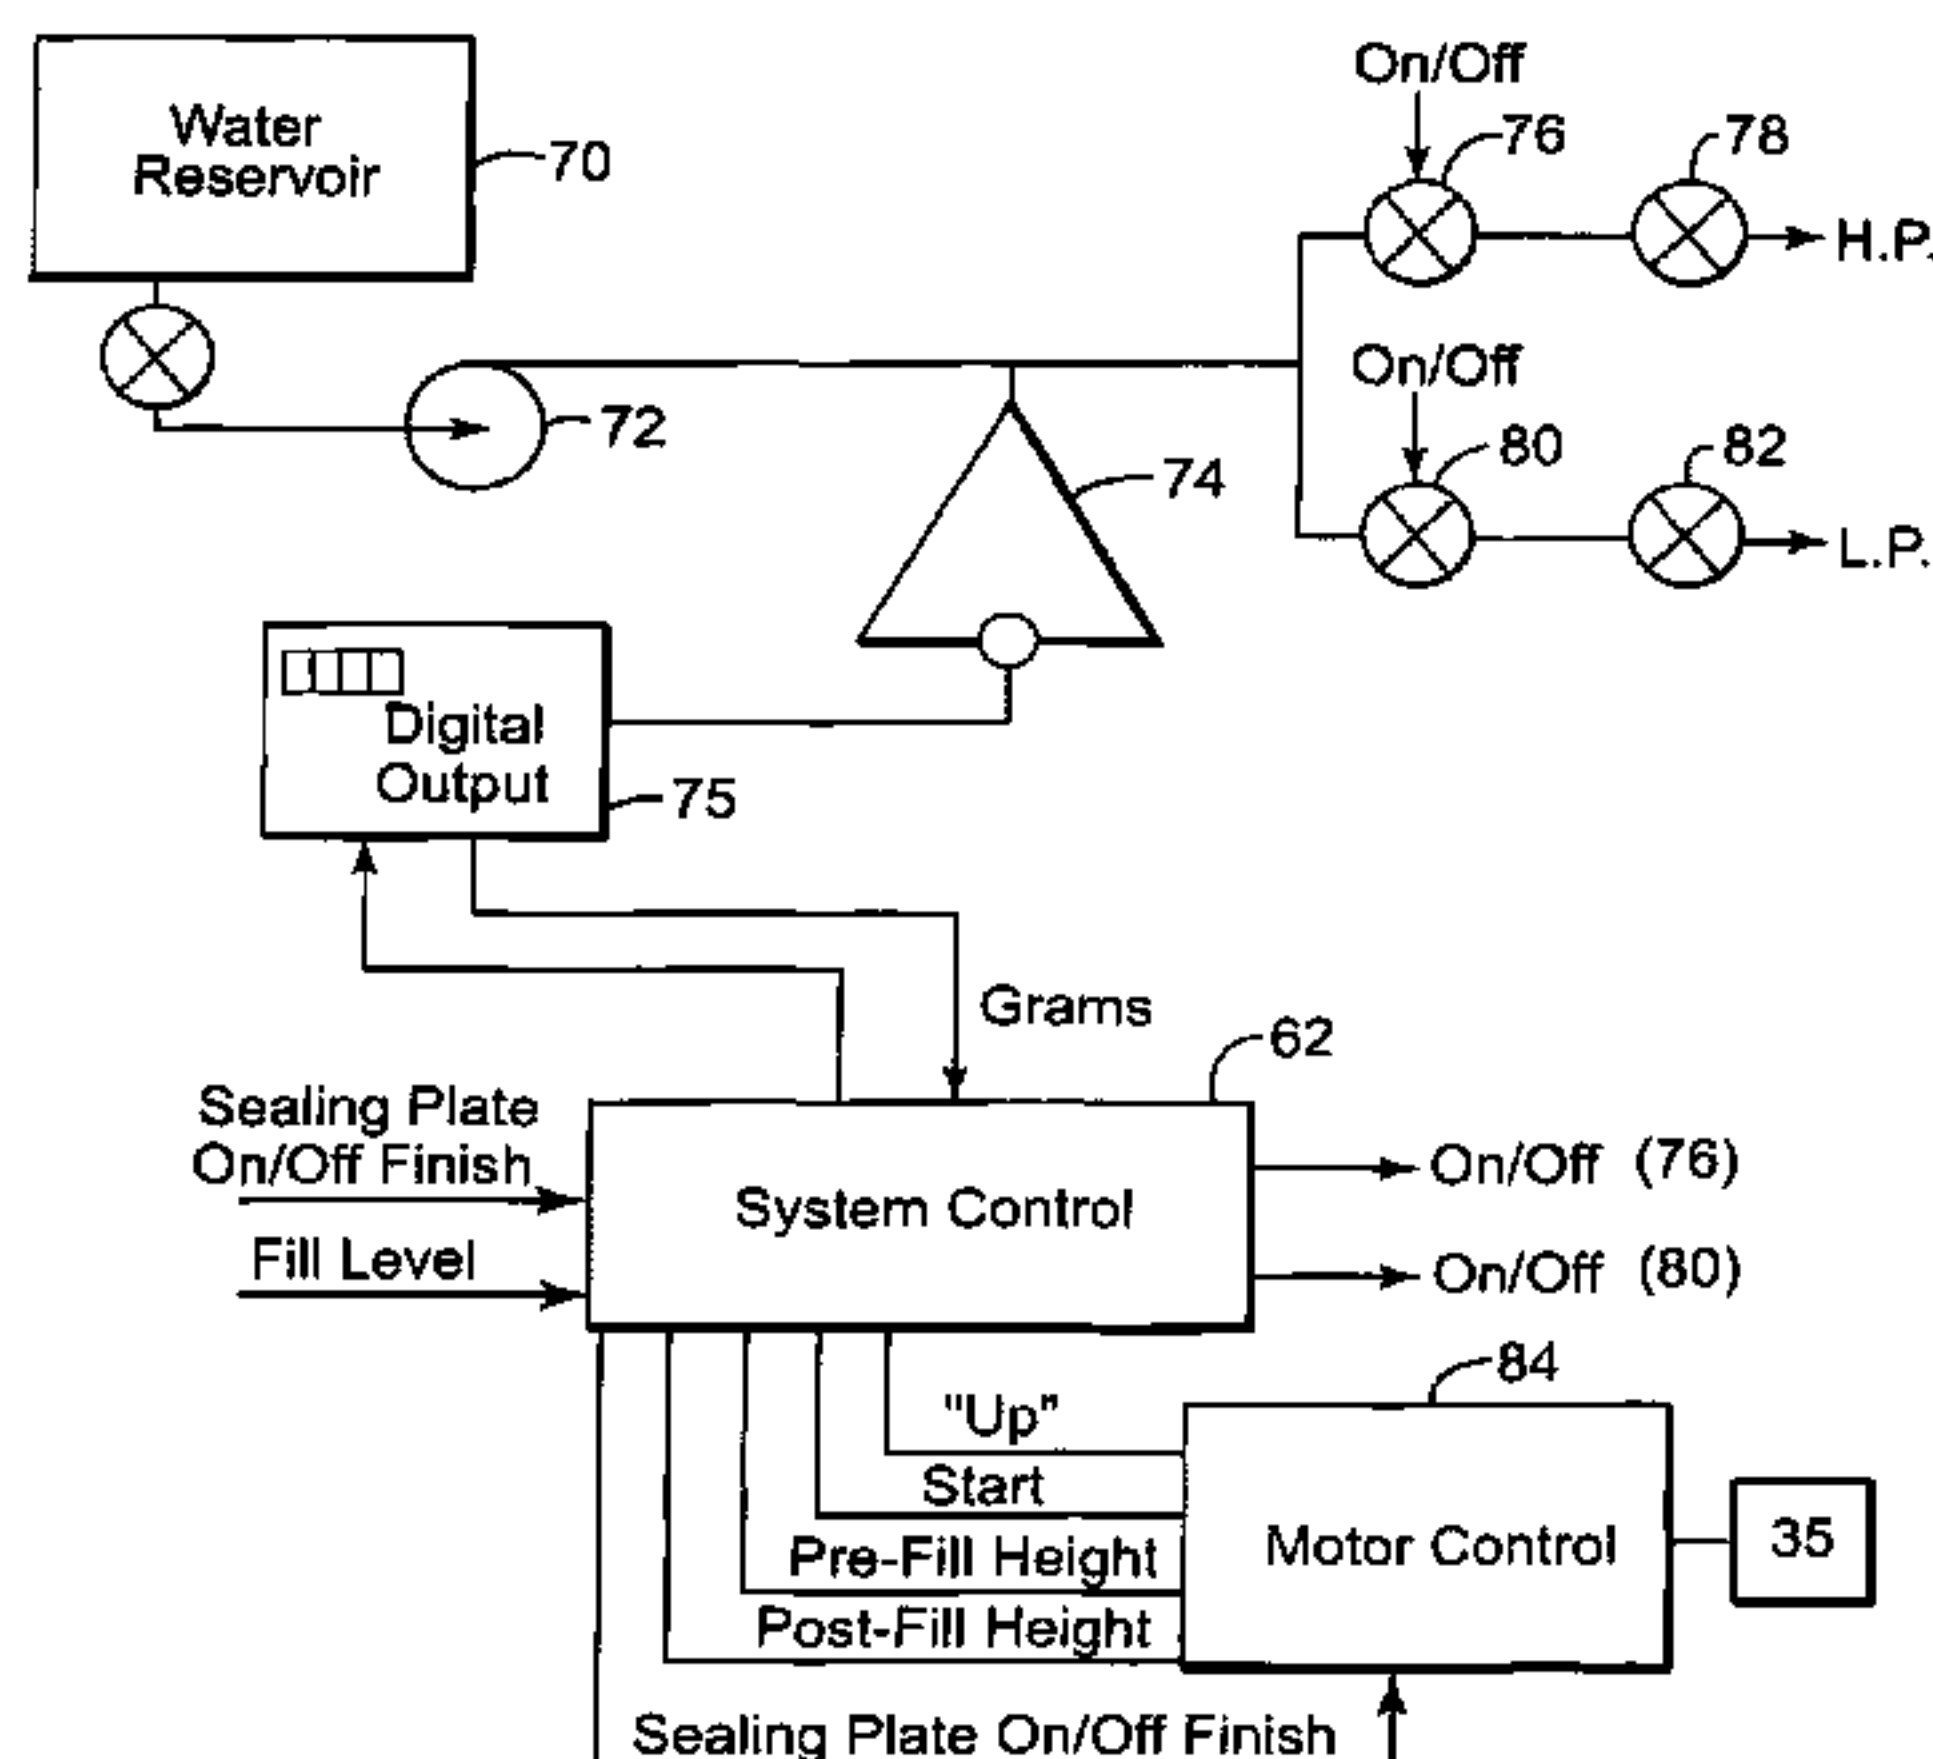 Water
Reservoir
70
On/Off
76
78
H.P.
72
On/Off
80
82
L.P.
74
Digital
Output
75
Grams
62
Sealing Plate
On/Off Finish
Fill Level
System Control
On/Off (76)
On/Off (80)
84
"Up"
Start
Pre-Fill Height
Post-Fill Height
Motor Control
35
Sealing Plate On/Off Finish